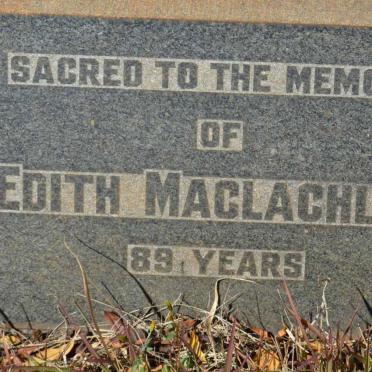 SACRED TO THE MEMO
OF
EDITH MACLACHL
89 YEARS